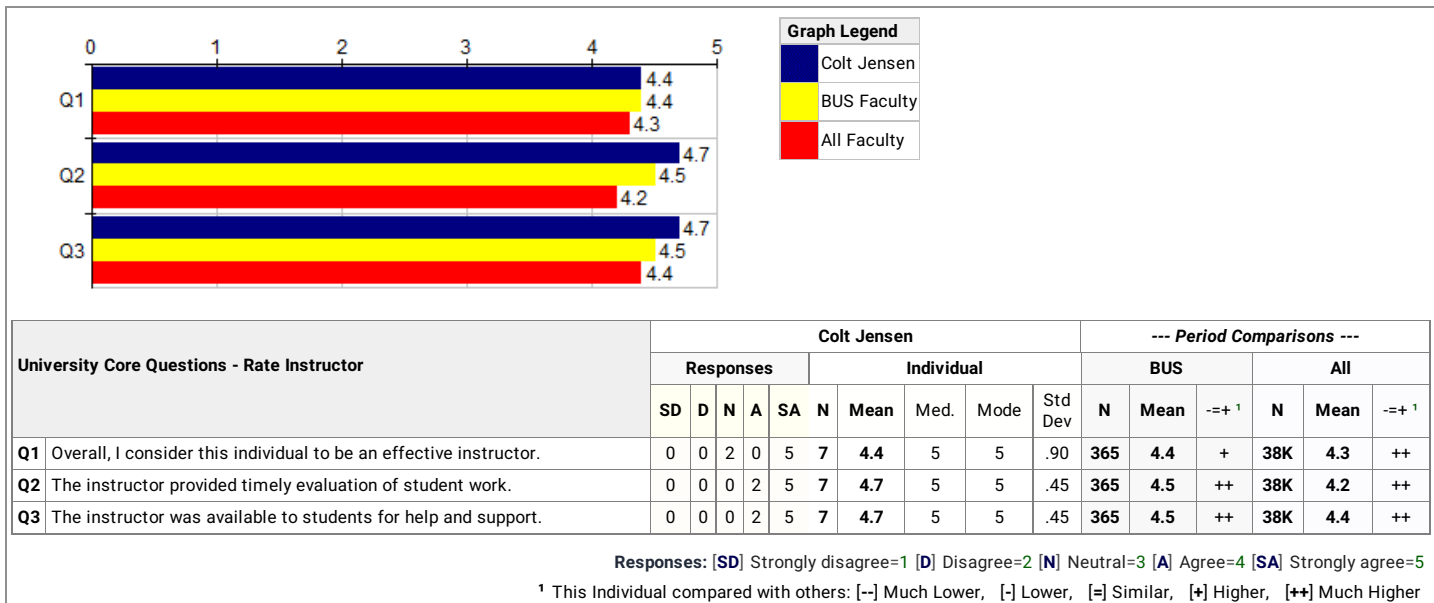 0 1 2 3 4 5
Q1
4.4
4.4
4.3
Q2
4.7
4.5
4.2
Q3
4.7
4.5
4.4
Graph Legend
Colt Jensen
BUS Faculty
All Faculty
University Core Questions - Rate Instructor
Colt Jensen
--- Period Comparisons ---
Responses Individual BUS All
SD D N A SA N Mean Med. Mode Std Dev N Mean -=+ ¹ N Mean -=+ ¹
Q1 Overall, I consider this individual to be an effective instructor. 0 0 2 0 5 7 4.4 5 5 .90 365 4.4 + 38K 4.3 ++
Q2 The instructor provided timely evaluation of student work. 0 0 0 2 5 7 4.7 5 5 .45 365 4.5 ++ 38K 4.2 ++
Q3 The instructor was available to students for help and support. 0 0 0 2 5 7 4.7 5 5 .45 365 4.5 ++ 38K 4.4 ++
Responses: [SD] Strongly disagree=1 [D] Disagree=2 [N] Neutral=3 [A] Agree=4 [SA] Strongly agree=5
¹ This Individual compared with others: [--] Much Lower, [-] Lower, [=] Similar, [+] Higher, [++] Much Higher